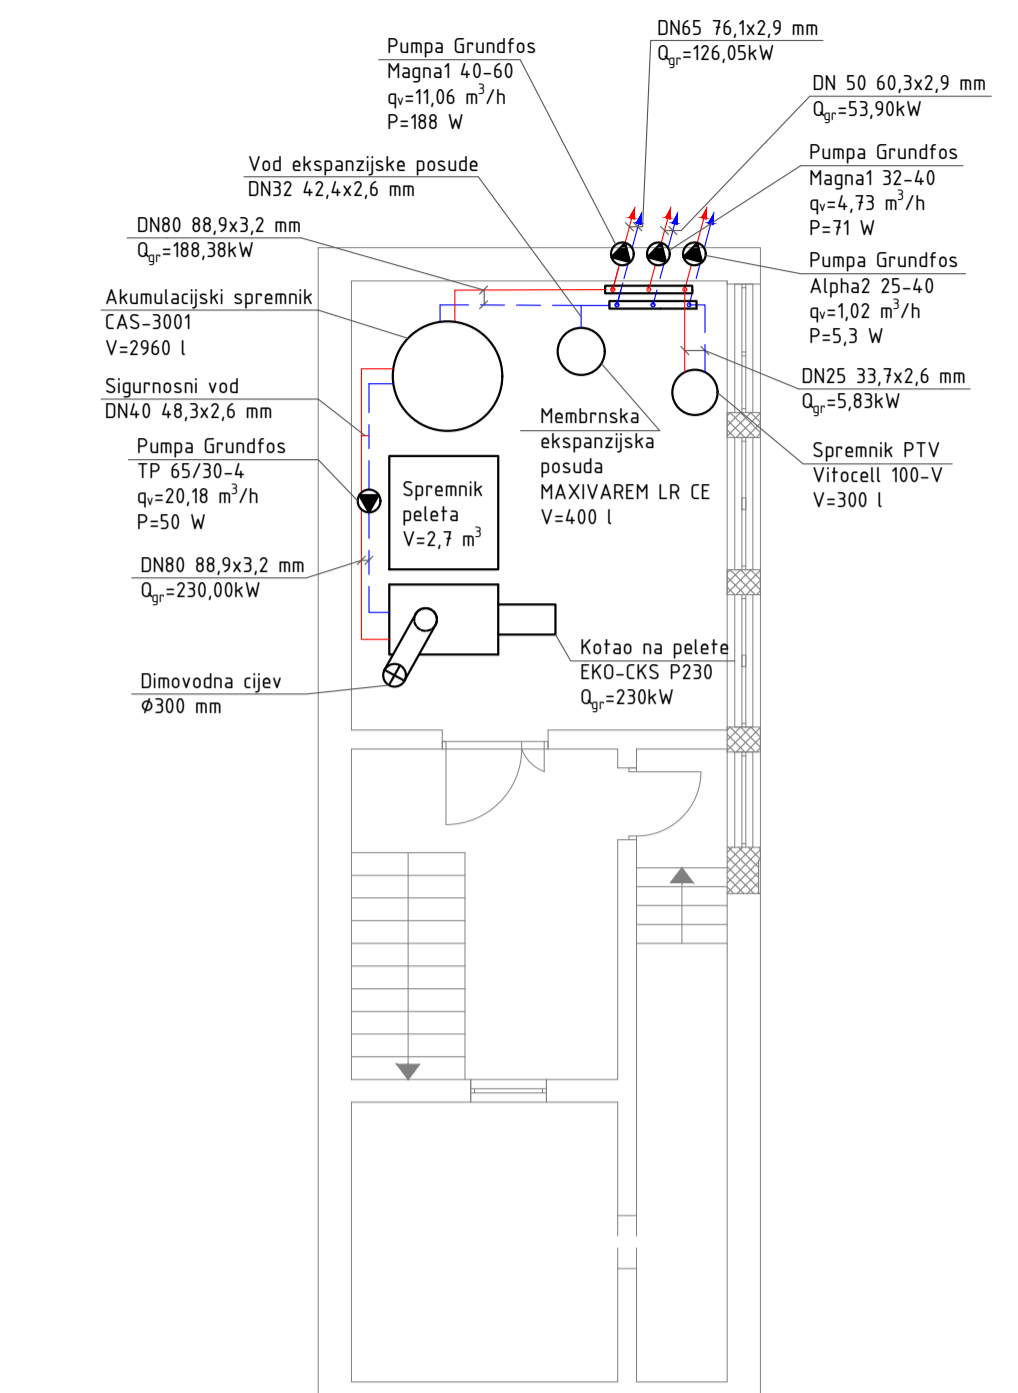 DN65 76,1x2,9 mm
Qgr=126,05kW
Pumpa Grundfos
Magna1 40-60
qv=11,06 m³/h
P=188 W
DN 50 60,3x2,9 mm
Qgr=53,90kW
Vod ekspanzijske posude
DN32 42,4x2,6 mm
Pumpa Grundfos
Magna1 32-40
qv=4,73 m³/h
P=71 W
DN80 88,9x3,2 mm
Qgr=188,38kW
Pumpa Grundfos
Alpha2 25-40
qv=1,02 m³/h
P=5,3 W
Akumulacijski spremnik
CAS-3001
V=2960 l
DN25 33,7x2,6 mm
Qgr=5,83kW
Sigurnosni vod
DN40 48,3x2,6 mm
Membrnska
ekspanzijska
posuda
MAXIVAREM LR CE
V=400 l
Pumpa Grundfos
TP 65/30-4
qv=20,18 m³/h
P=50 W
Spremnik PTV
Vitocell 100-V
V=300 l
Spremnik
peleta
V=2,7 m³
DN80 88,9x3,2 mm
Qgr=230,00kW
Kotao na pelete
EKO-CKS P230
Qgr=230kW
Dimovodna cijev
Ø300 mm